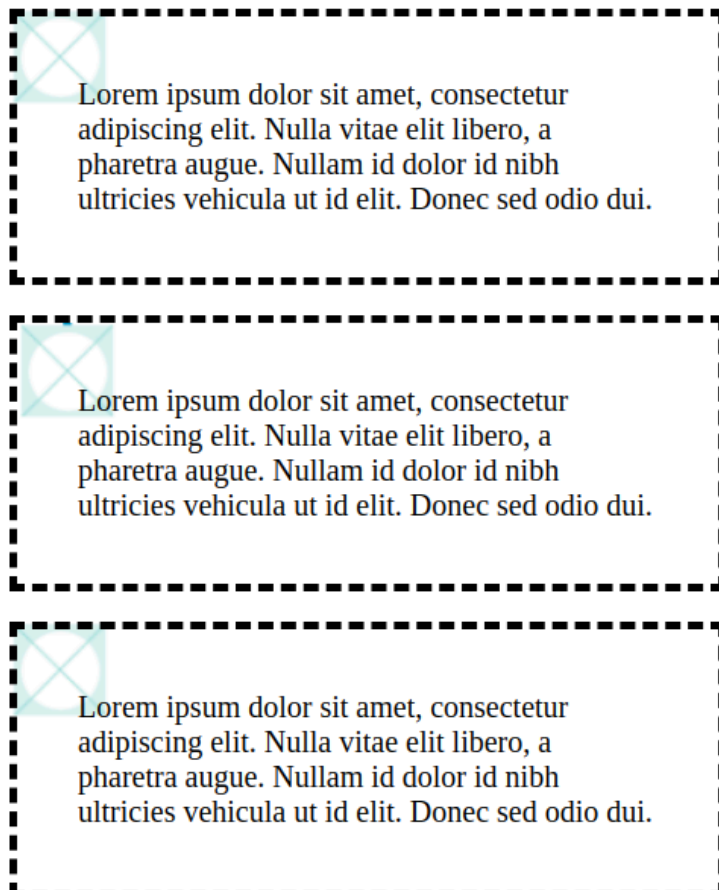 Lorem ipsum dolor sit amet, consectetur
adipiscing elit. Nulla vitae elit libero, a
pharetra augue. Nullam id dolor id nibh
ultricies vehicula ut id elit. Donec sed odio dui.
Lorem ipsum dolor sit amet, consectetur
adipiscing elit. Nulla vitae elit libero, a
pharetra augue. Nullam id dolor id nibh
ultricies vehicula ut id elit. Donec sed odio dui.
Lorem ipsum dolor sit amet, consectetur
adipiscing elit. Nulla vitae elit libero, a
pharetra augue. Nullam id dolor id nibh
ultricies vehicula ut id elit. Donec sed odio dui.